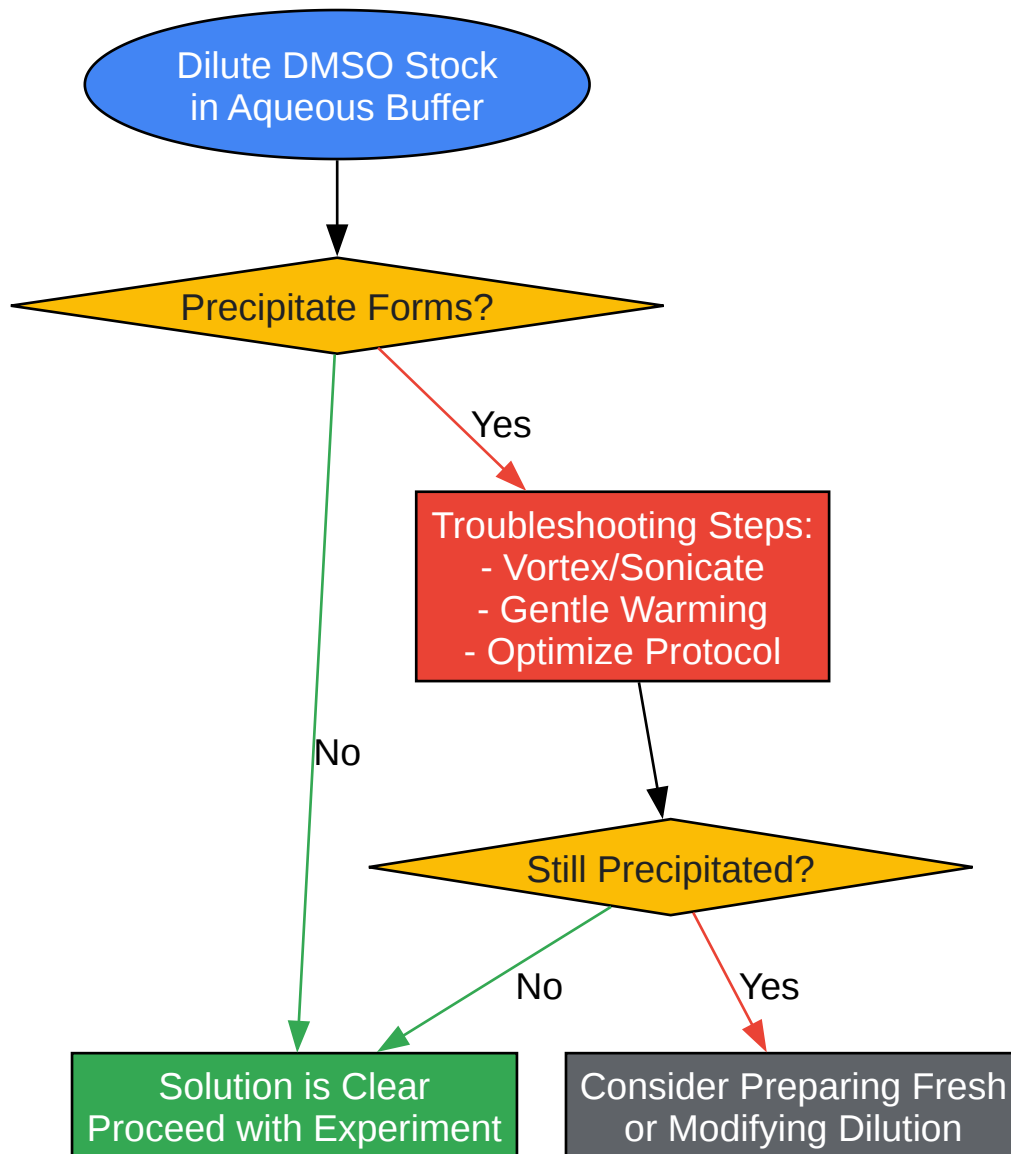 Dilute DMSO Stock
in Aqueous Buffer
Precipitate Forms?
Yes
Troubleshooting Steps:
- Vortex/Sonicate
- Gentle Warming
- Optimize Protocol
No
Still Precipitated?
No
Yes
Solution is Clear
Proceed with Experiment
Consider Preparing Fresh
or Modifying Dilution